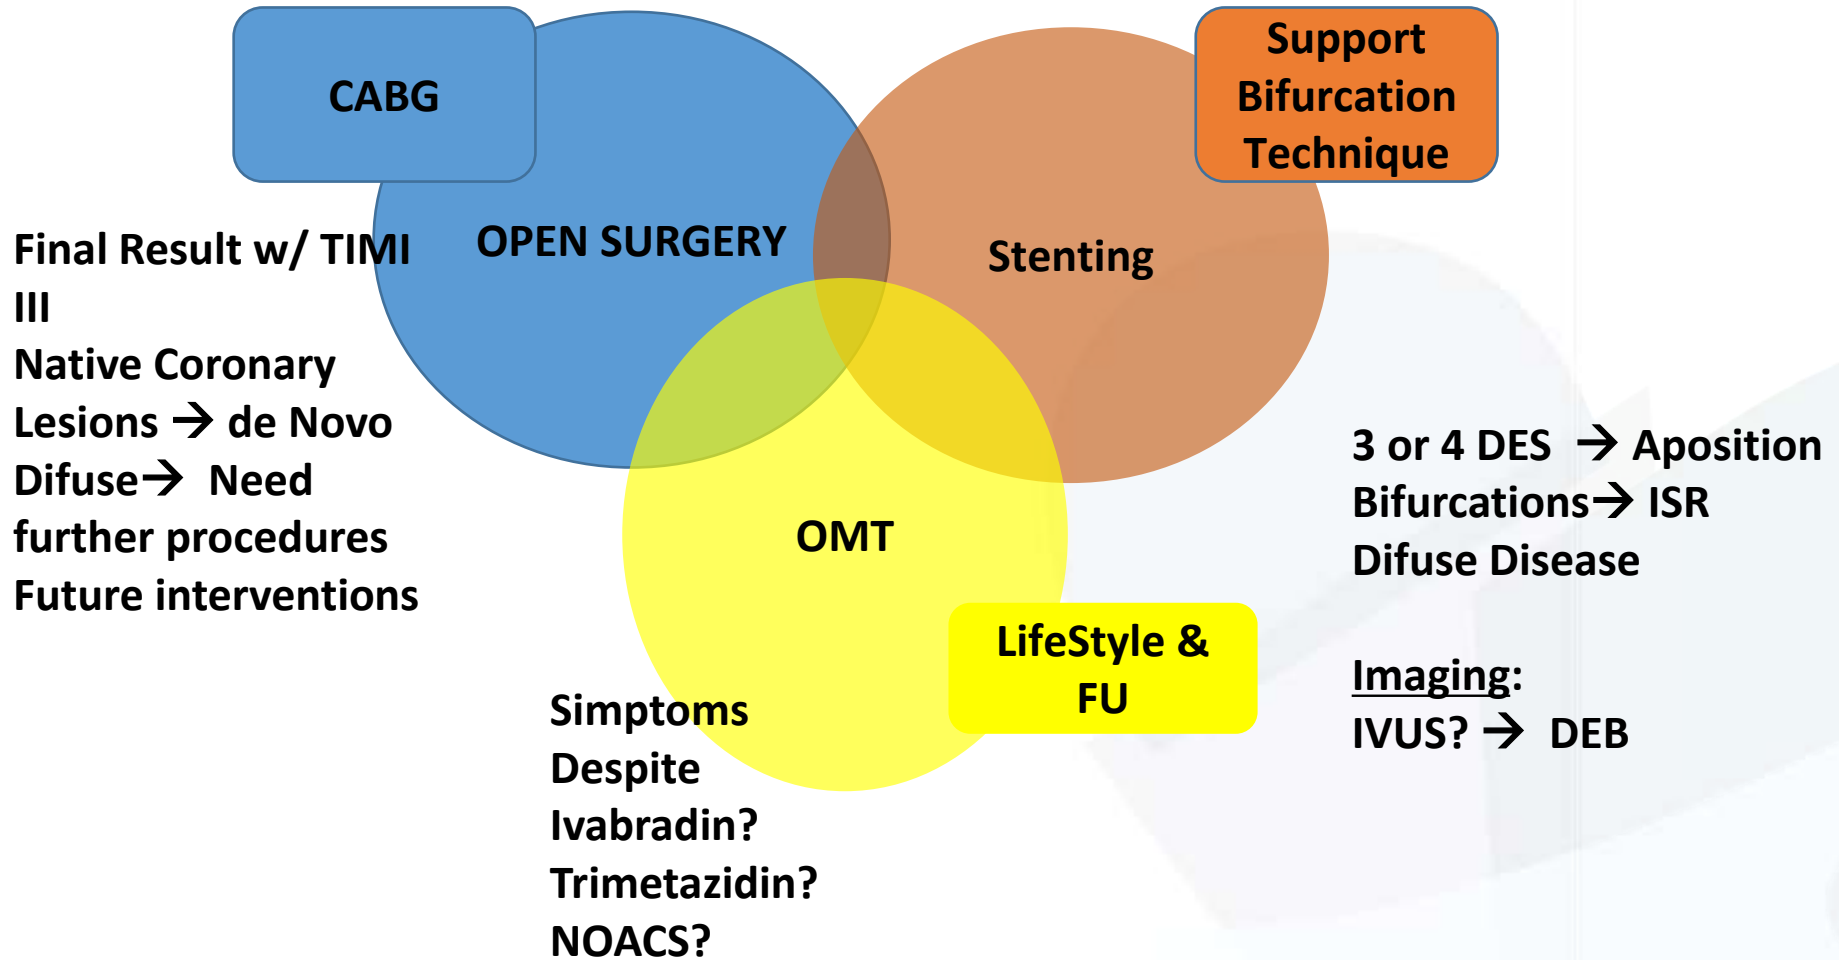 CABG
OPEN SURGERY
Final Result w/ TIMI
III
Native Coronary
Lesions → de Novo
Difuse→ Need
further procedures
Future interventions
Support
Bifurcation
Technique
Stenting
3 or 4 DES → Aposition
Bifurcations→ ISR
Difuse Disease
Imaging:
IVUS? → DEB
OMT
LifeStyle &
FU
Simptoms
Despite
Ivabradin?
Trimetazidin?
NOACS?